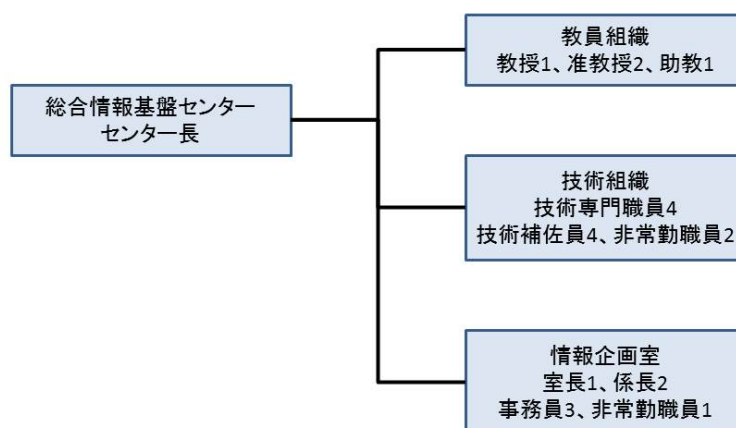 総合情報基盤センター
センター長
教員組織
教授1、准教授2、助教1
技術組織
技術専門職員4
技術補佐員4、非常勤職員2
情報企画室
室長1、係長2
事務員3、非常勤職員1